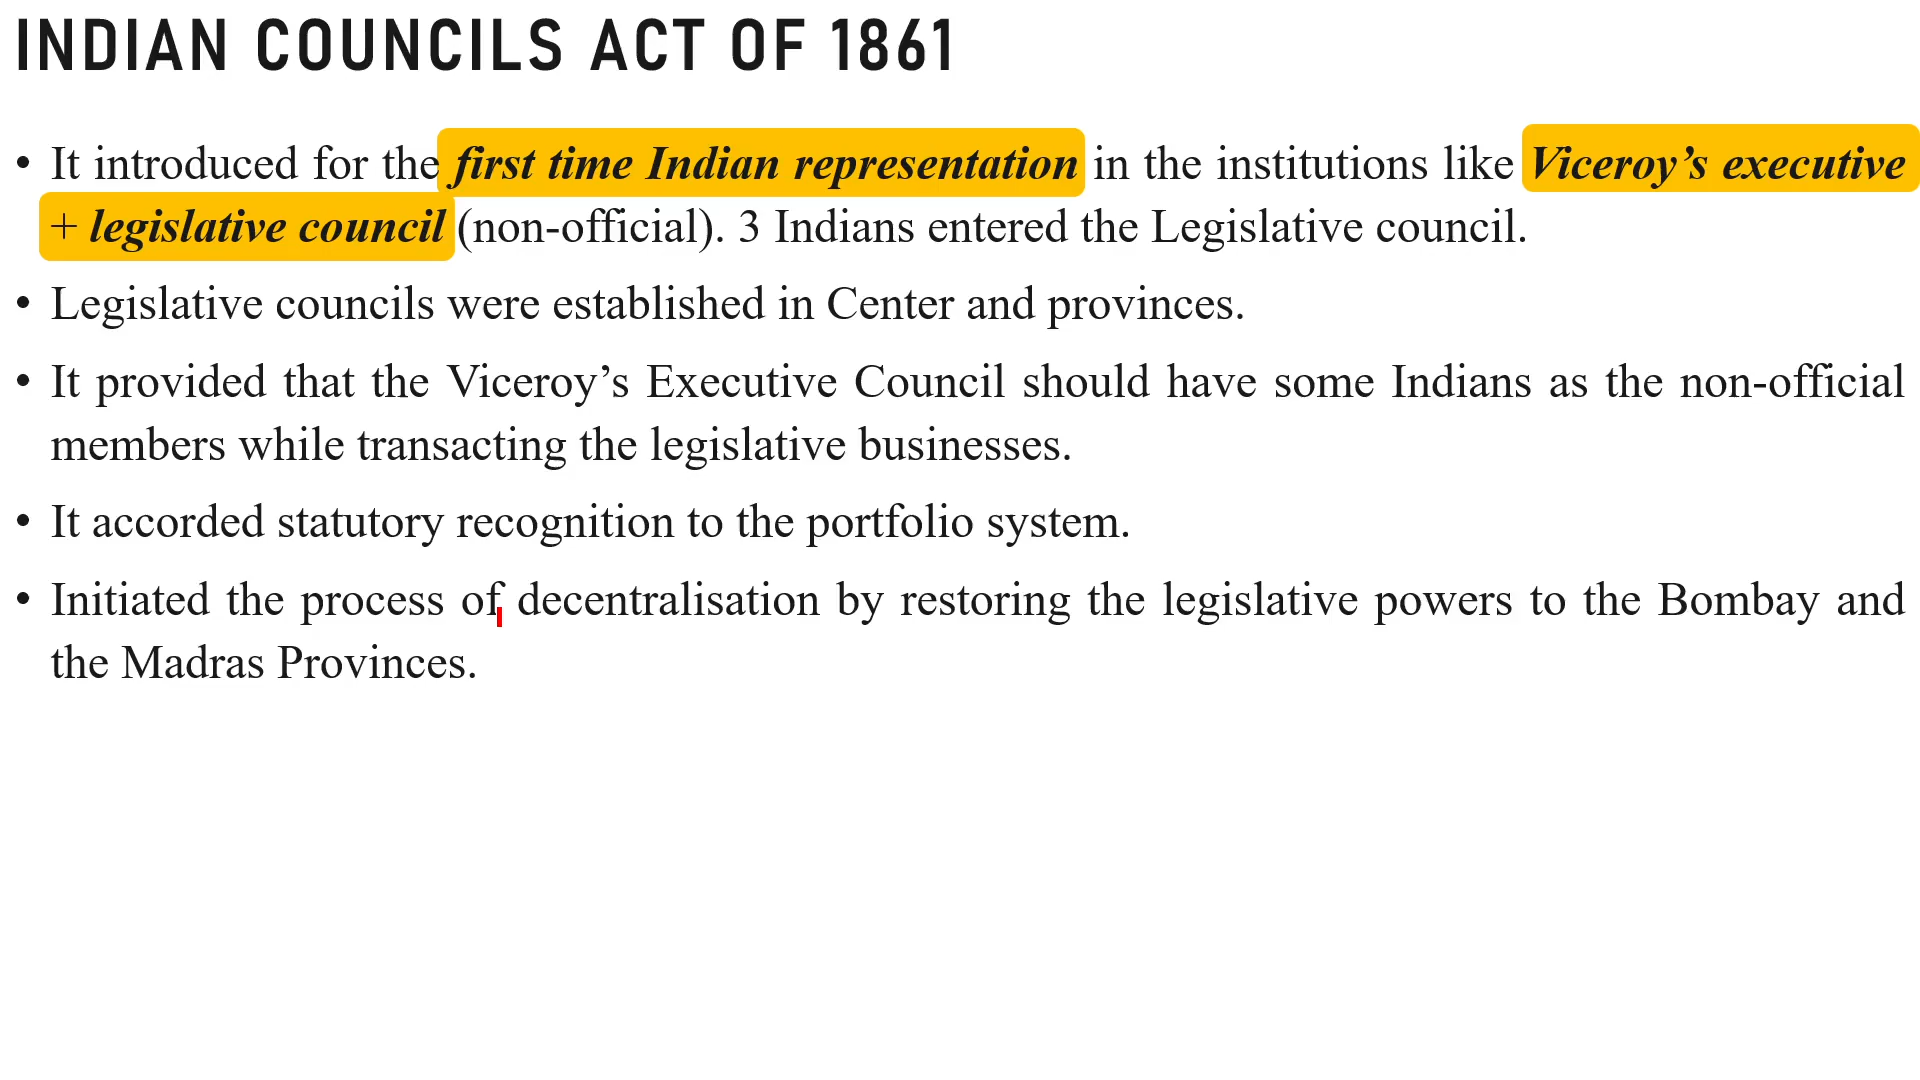 INDIAN COUNCILS ACT OF 1861
• It introduced for the first time Indian representation in the institutions like Viceroy’s executive
+ legislative council (non-official). 3 Indians entered the Legislative council.
• Legislative councils were established in Center and provinces.
• It provided that the Viceroy’s Executive Council should have some Indians as the non-official
members while transacting the legislative businesses.
• It accorded statutory recognition to the portfolio system.
• Initiated the process of decentralisation by restoring the legislative powers to the Bombay and
the Madras Provinces.